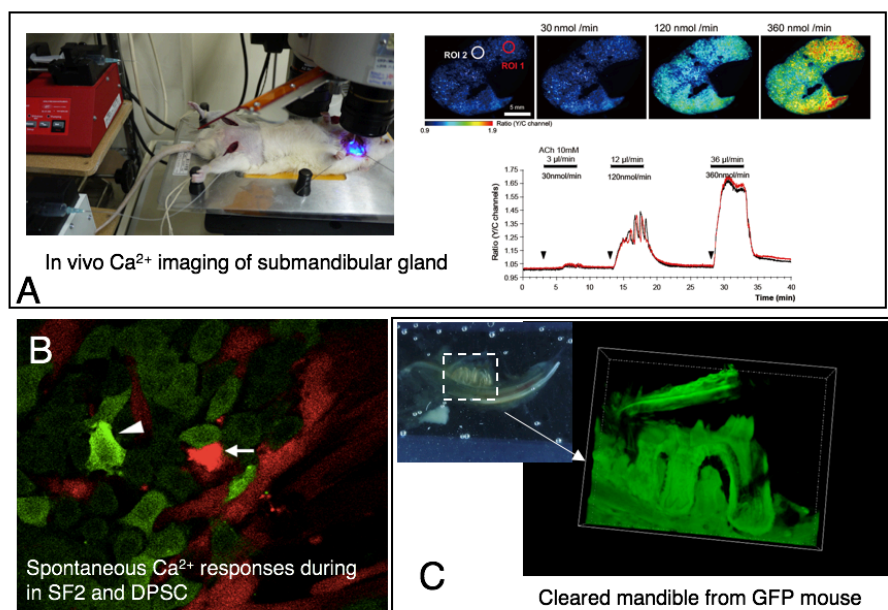 30 nmol /min
120 nmol /min
360 nmol /min
ROI 2
ROI 1
5 mm
0.9
1.9
Ratio (Y/C channel)
ACh 10mM
3 µl/min
12 µl/min
36 µl/min
30nmol/min
120nmol/min
360nmol/min
Ratio (Y/C channels)
1.75
1.65
1.55
1.45
1.35
1.25
1.15
1.05
0.95
0
5
10
15
20
25
30
35
40
Time (min)
In vivo Ca²⁺ imaging of submandibular gland
A
B
Spontaneous Ca²⁺ responses during
in SF2 and DPSC
C
Cleared mandible from GFP mouse